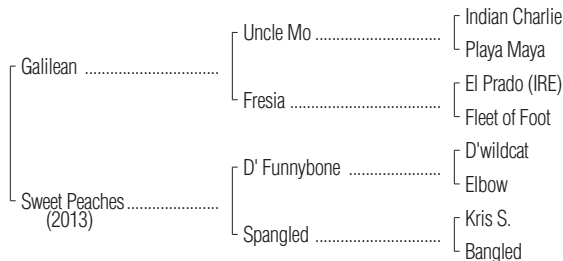 Indian Charlie
Uncle Mo ..............................
Playa Maya
Galilean ................................
El Prado (IRE)
Fresia ....................................
Fleet of Foot
D'wildcat
D' Funnybone ......................
Elbow
Sweet Peaches ......................
(2013)
Kris S.
Spangled ..............................
Bangled